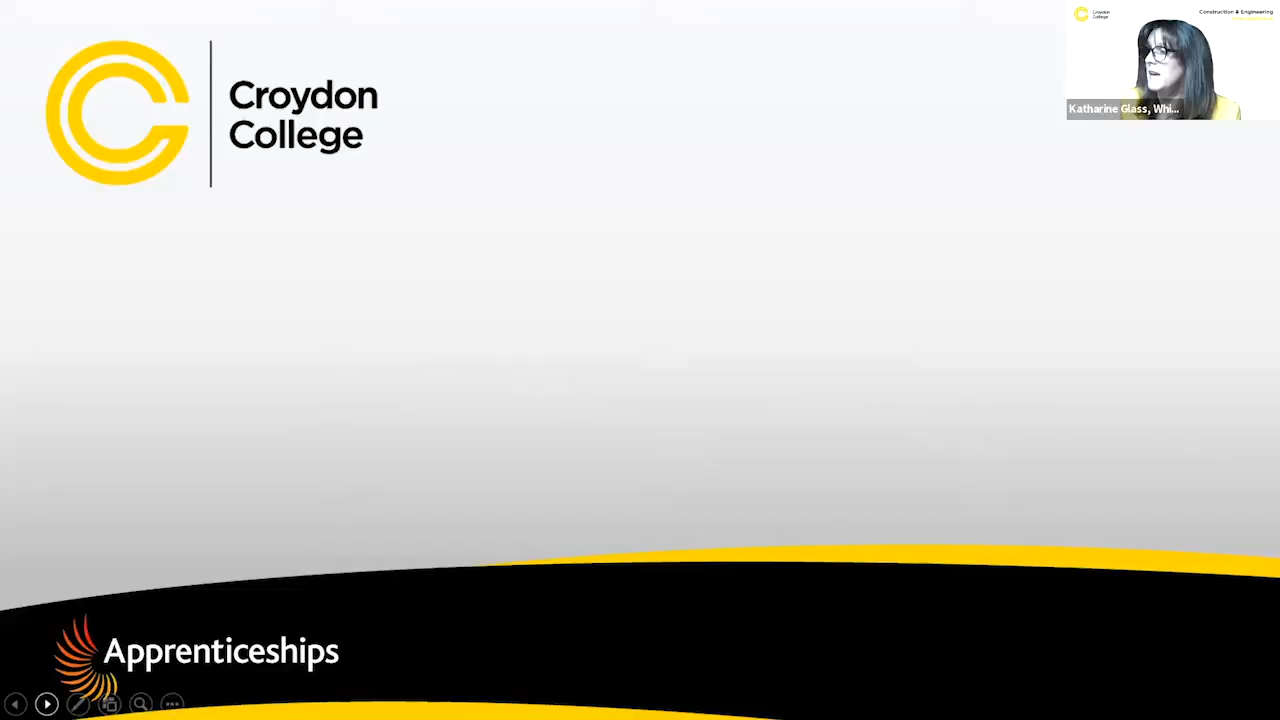 Croydon
College
Croydon
College
Construction & Engineering
Katharine Glass, Whi...
Apprenticeships